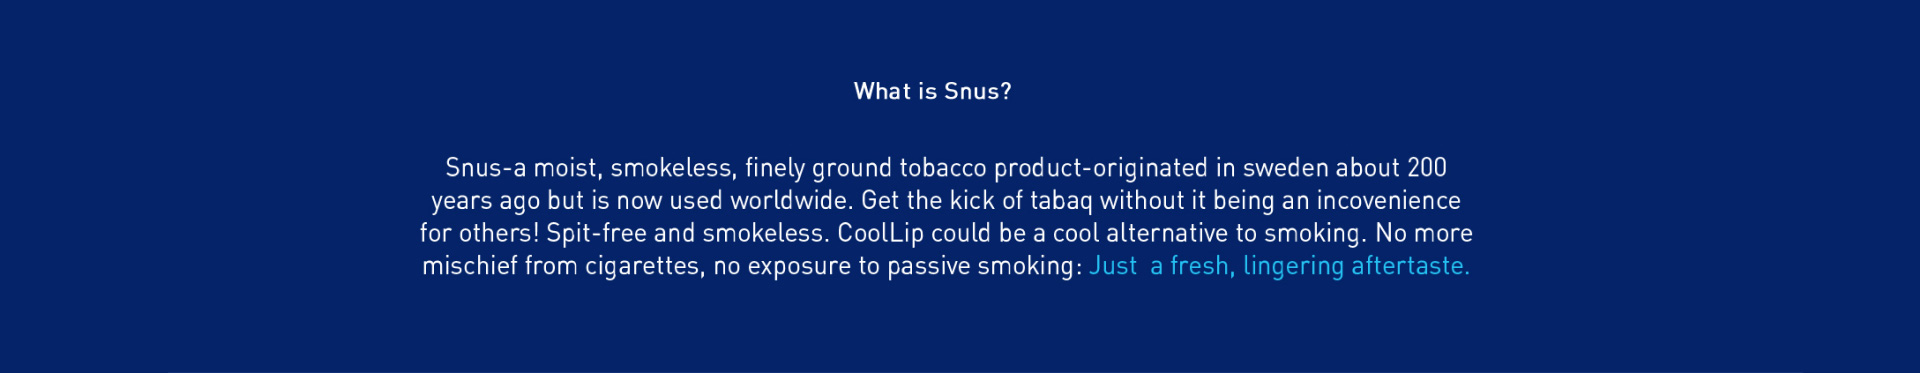 What is Snus?
Snus-a moist, smokeless, finely ground tobacco product-originated in sweden about 200
years ago but is now used worldwide. Get the kick of tabaq without it being an incovenience
for others! Spit-free and smokeless. CoolLip could be a cool alternative to smoking. No more
mischief from cigarettes, no exposure to passive smoking: Just a fresh, lingering aftertaste.